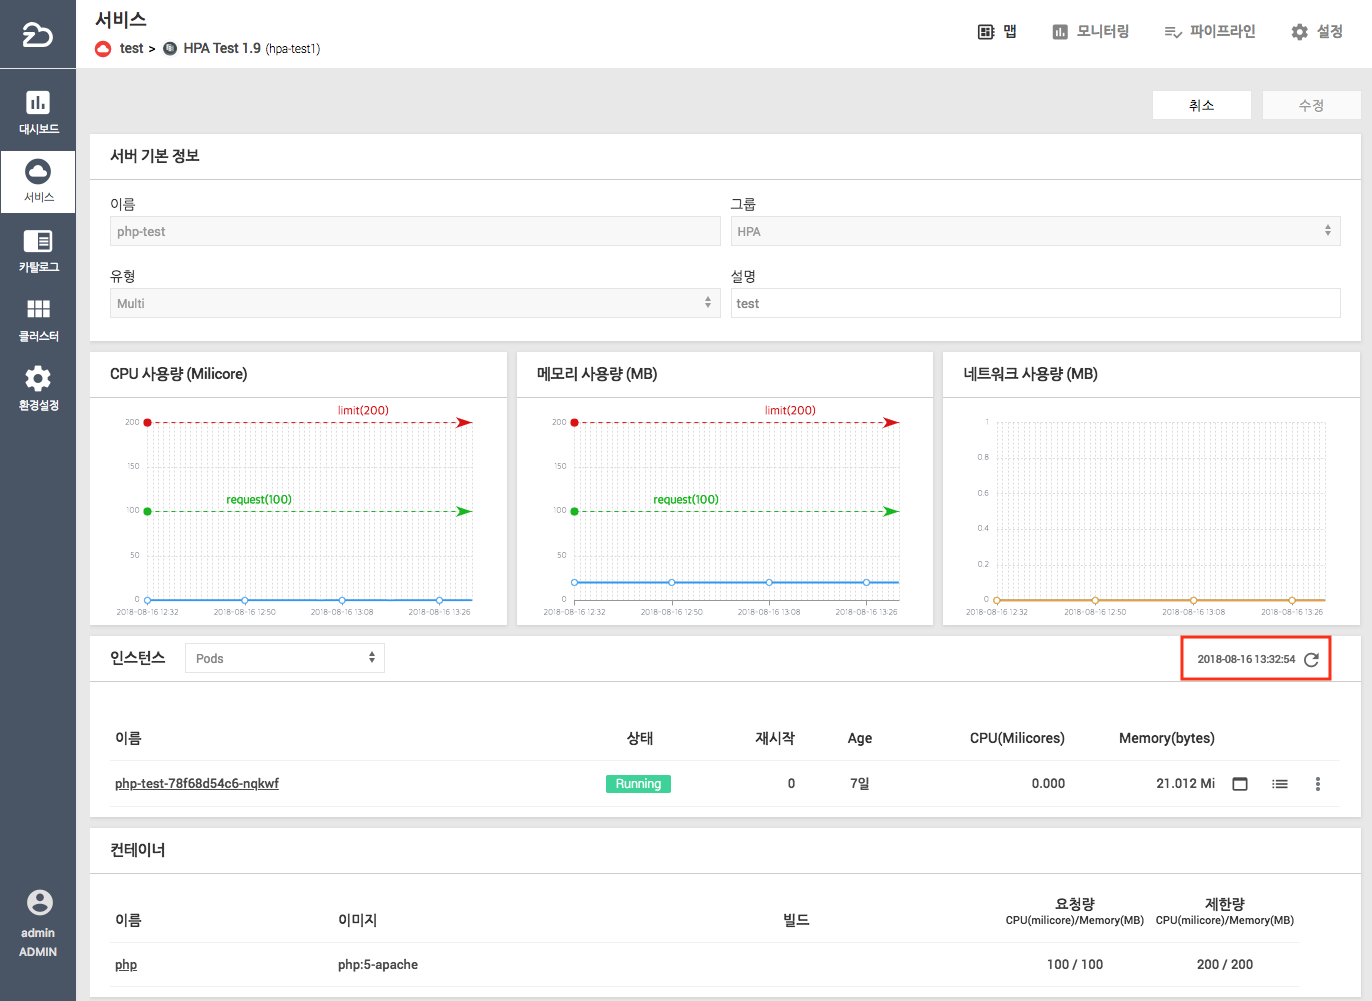 서비스
test > HPA Test 1.9 (hpa-test1)
맵
모니터링
파이프라인
설정
대시보드
서비스
카탈로그
클러스터
환경설정
admin
ADMIN
취소
수정
서버 기본 정보
이름
그룹
php-test
HPA
유형
설명
Multi
test
CPU 사용량 (Milicore)
limit(200)
200
150
request(100)
100
50
0
2018-08-16 12:32
2018-08-16 12:50
2018-08-16 13:08
2018-08-16 13:26
메모리 사용량 (MB)
limit(200)
200
150
request(100)
100
50
0
2018-08-16 12:32
2018-08-16 12:50
2018-08-16 13:08
2018-08-16 13:26
네트워크 사용량 (MB)
1
0.8
0.6
0.4
0.2
0
2018-08-16 12:32
2018-08-16 12:50
2018-08-16 13:08
2018-08-16 13:26
인스턴스
Pods
2018-08-16 13:32:54
이름 상태 재시작 Age CPU(Milicores) Memory(bytes)
php-test-78f68d54c6-nqkwf Running 0 7일 0.000 21.012 Mi
컨테이너
이름 이미지 빌드 요청량 제한량
CPU(milicore)/Memory(MB) CPU(milicore)/Memory(MB)
php php:5-apache 100 / 100 200 / 200